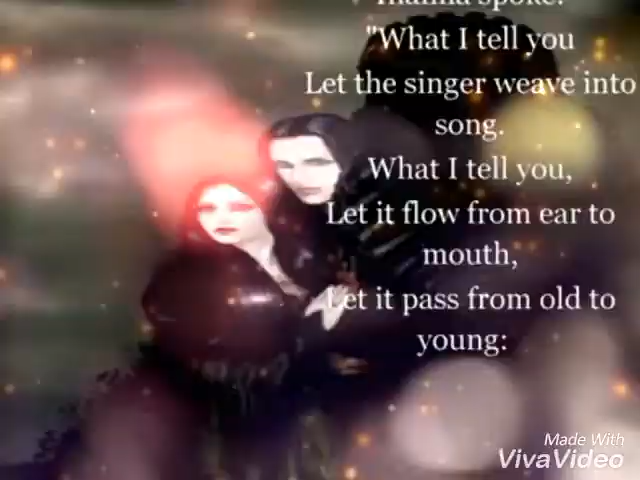 spoke:
"What I tell you
Let the singer weave into
song.
What I tell you,
Let it flow from ear to
mouth,
Let it pass from old to
young:
Made With
VivaVideo